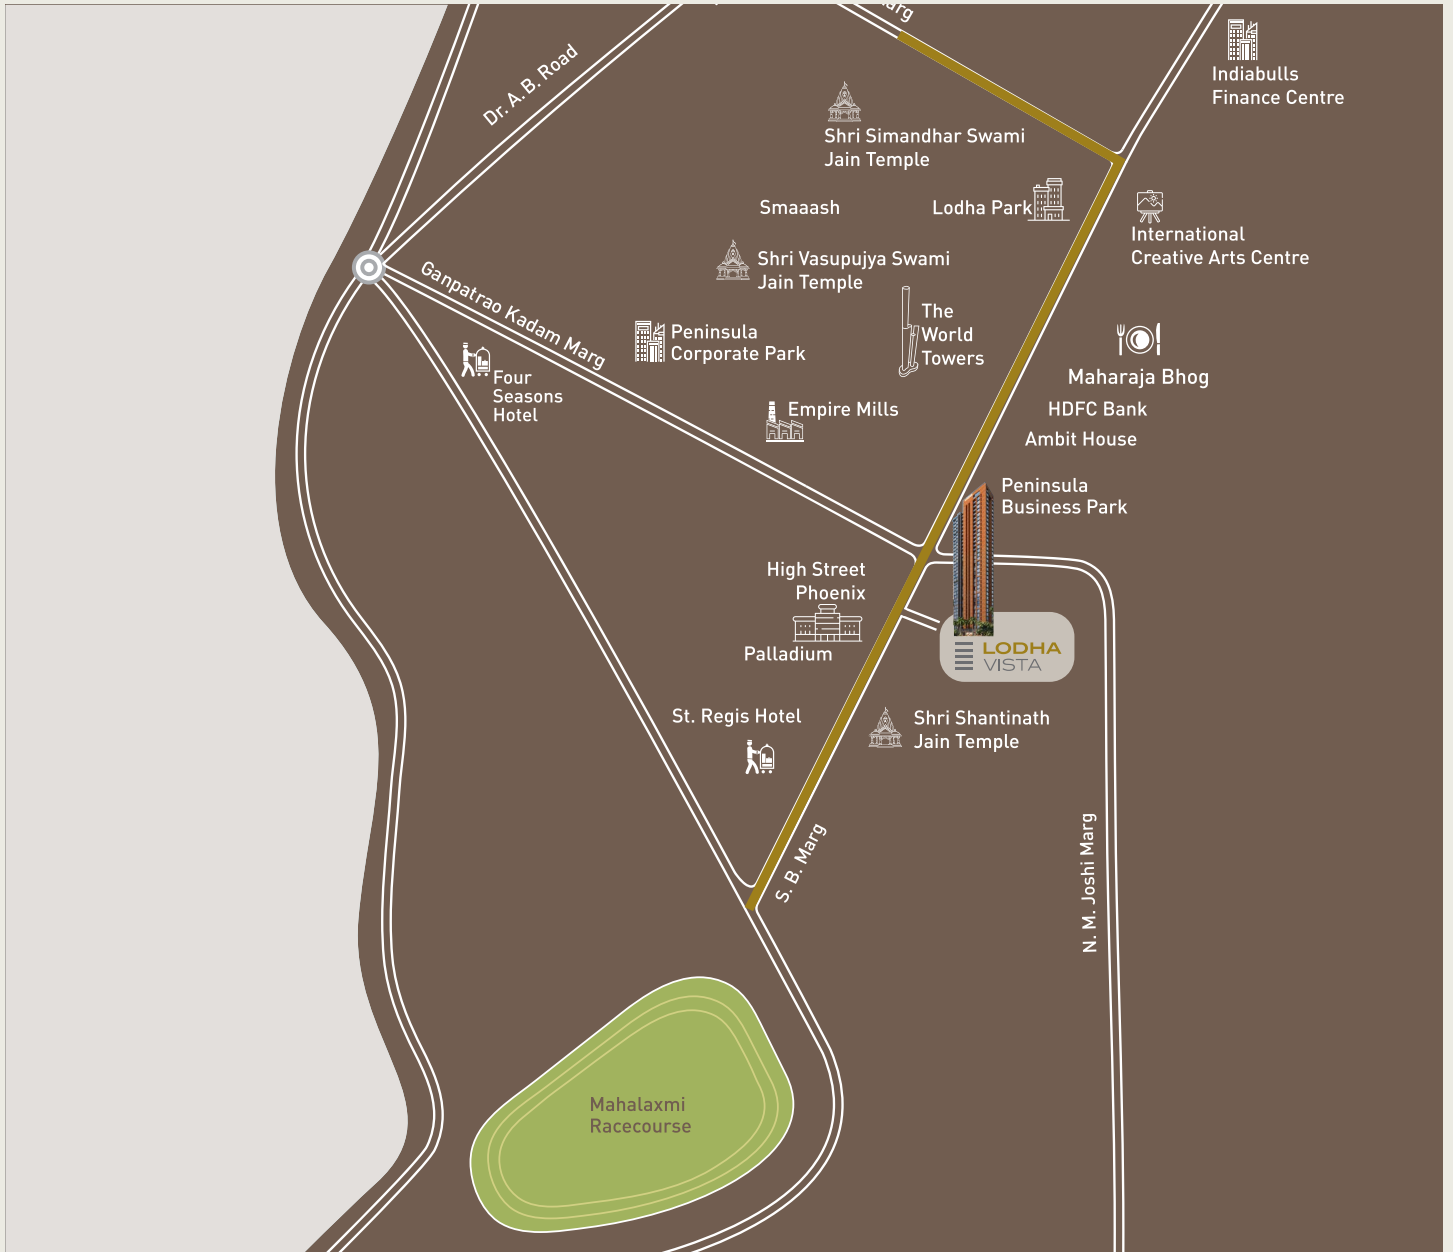 Dr. A. B. Road
Indiabulls
Finance Centre
Shri Simandhar Swami
Jain Temple
Smaaash
Lodha Park
International
Creative Arts Centre
Shri Vasupujya Swami
Jain Temple
Ganpatrao Kadam Marg
The
World
Towers
Peninsula
Corporate Park
Four
Seasons
Hotel
Maharaja Bhog
HDFC Bank
Empire Mills
Ambit House
Peninsula
Business Park
High Street
Phoenix
Palladium
LODHA
VISTA
St. Regis Hotel
Shri Shantinath
Jain Temple
S. B. Marg
N. M. Joshi Marg
Mahalaxmi
Racecourse